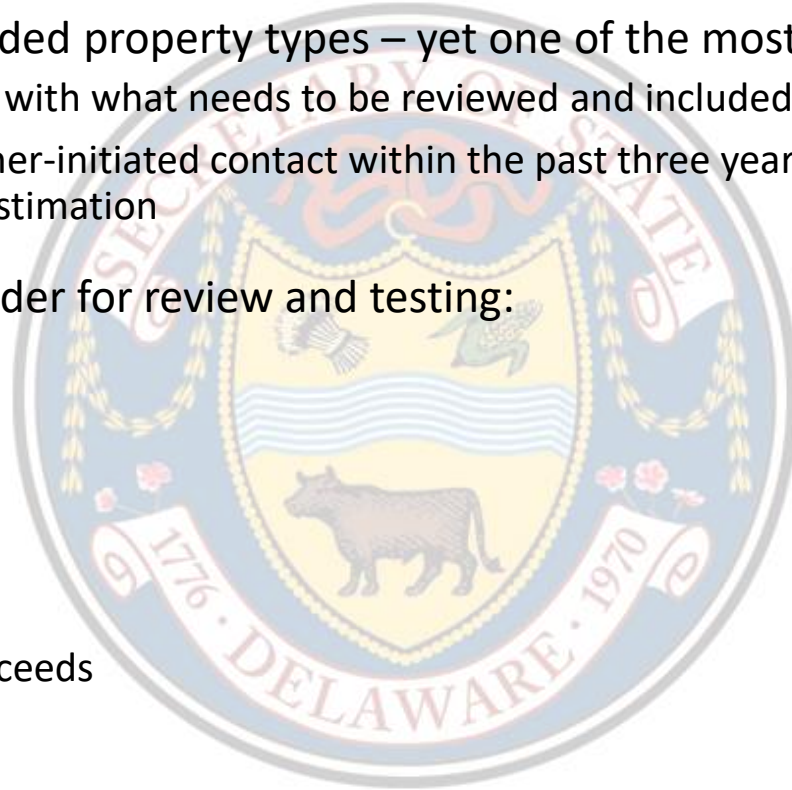 ded property types – yet one of the most
with what needs to be reviewed and included
ner-initiated contact within the past three year
stimation
der for review and testing:
ceeds
SECRETARY OF STATE
1776 · DELAWARE · 1970